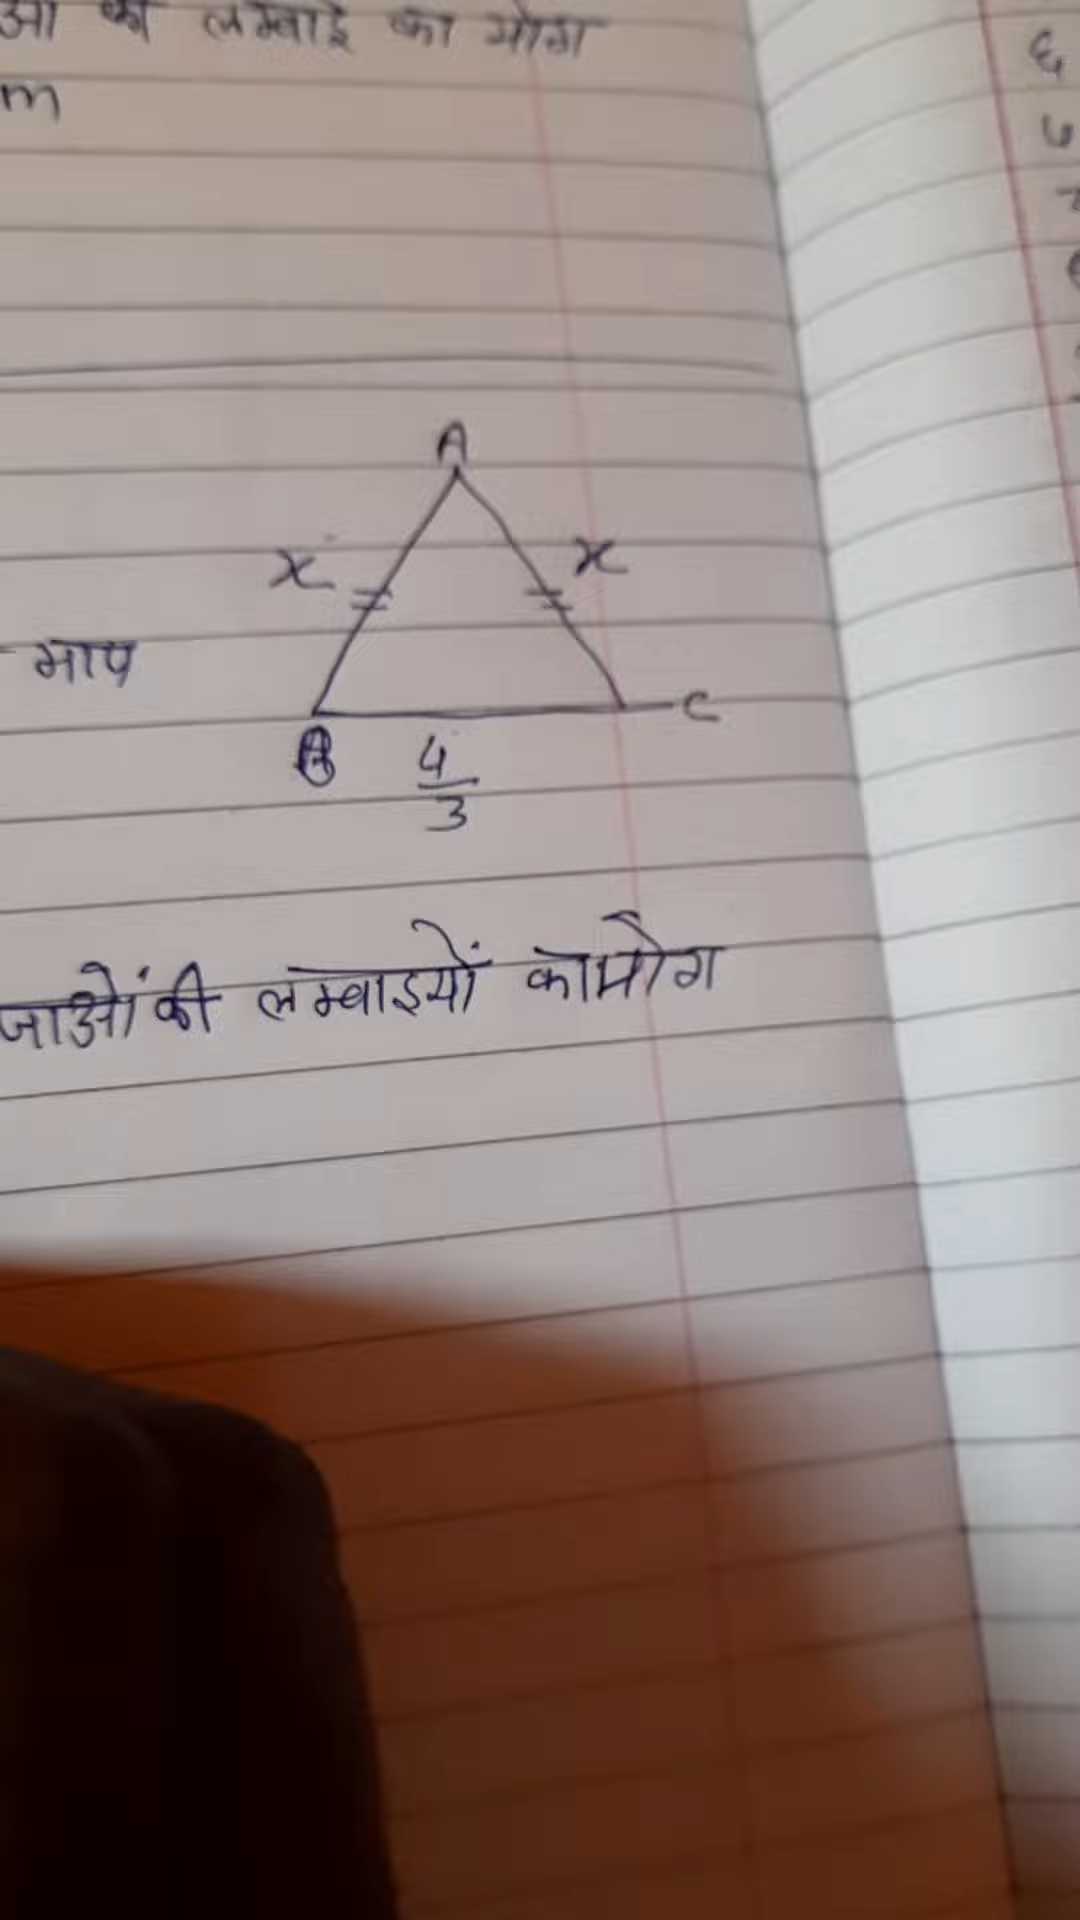 की लम्बाई का योग
m
A
x x
माप
C
B 4
3
जाओं की लम्बाइयों का योग